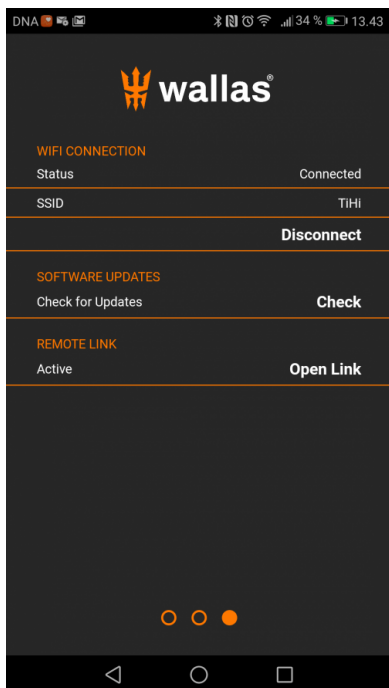 DNA 34 % 13.43
wallas®
WIFI CONNECTION
Status Connected
SSID TiHi
Disconnect
SOFTWARE UPDATES
Check for Updates Check
REMOTE LINK
Active Open Link